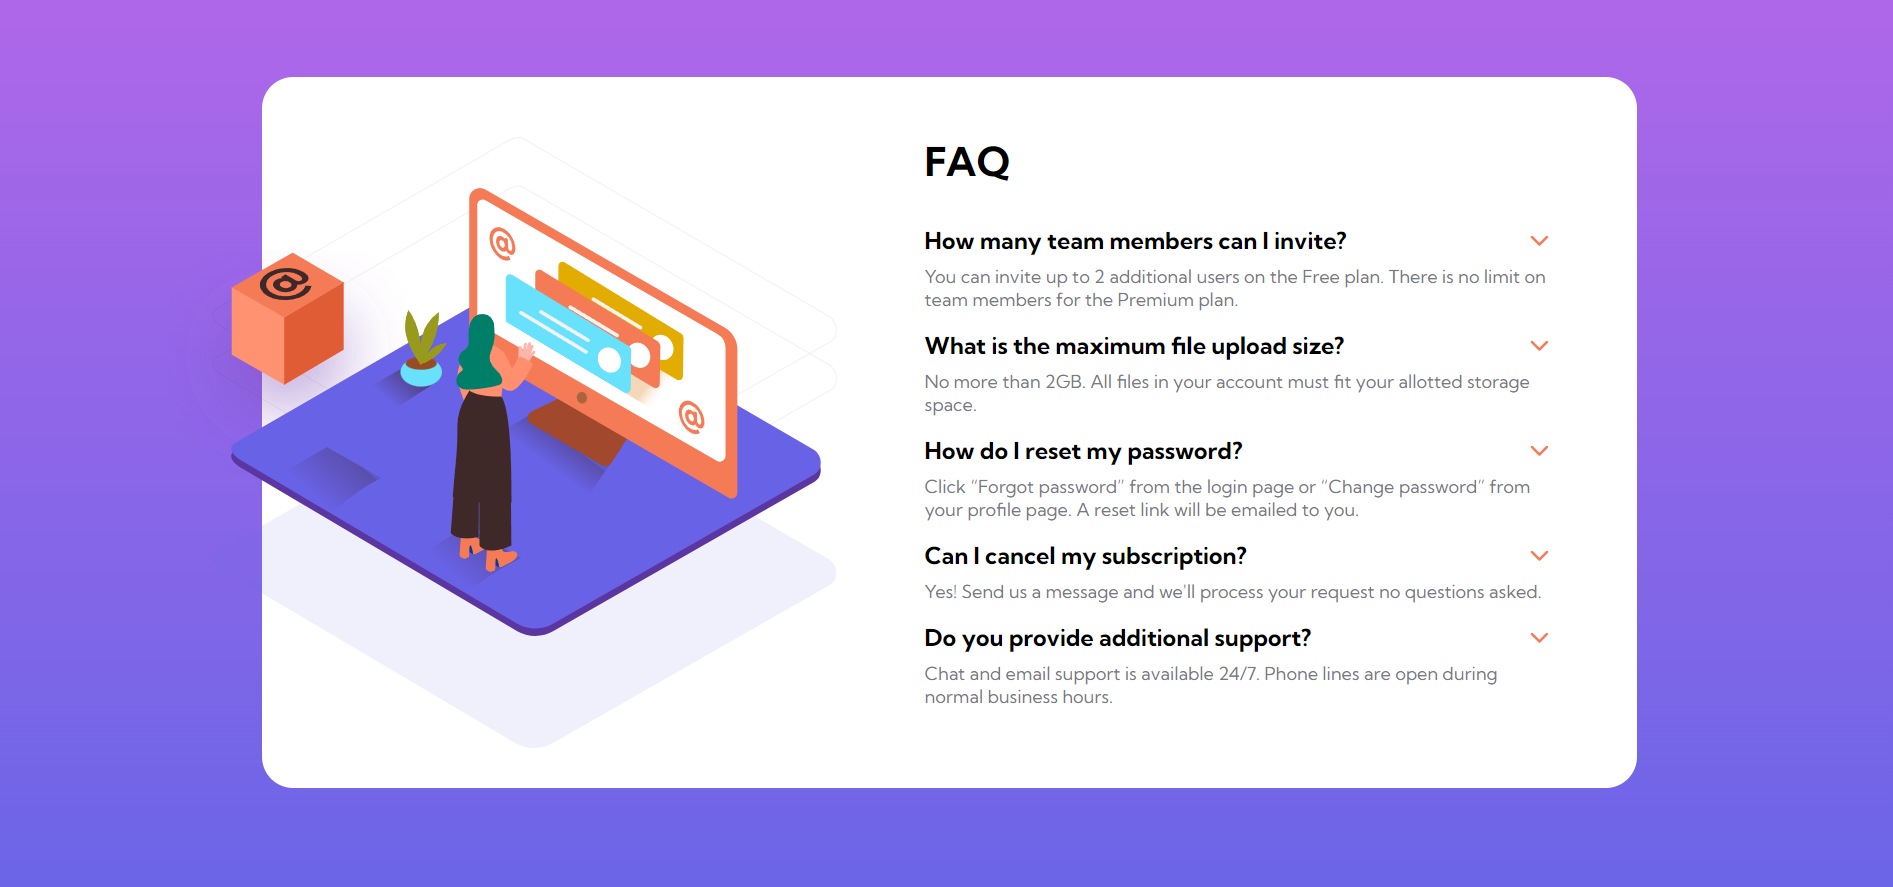 FAQ
How many team members can I invite?
You can invite up to 2 additional users on the Free plan. There is no limit on
team members for the Premium plan.
What is the maximum file upload size?
No more than 2GB. All files in your account must fit your allotted storage
space.
How do I reset my password?
Click “Forgot password” from the login page or “Change password” from
your profile page. A reset link will be emailed to you.
Can I cancel my subscription?
Yes! Send us a message and we'll process your request no questions asked.
Do you provide additional support?
Chat and email support is available 24/7. Phone lines are open during
normal business hours.
@
@
@